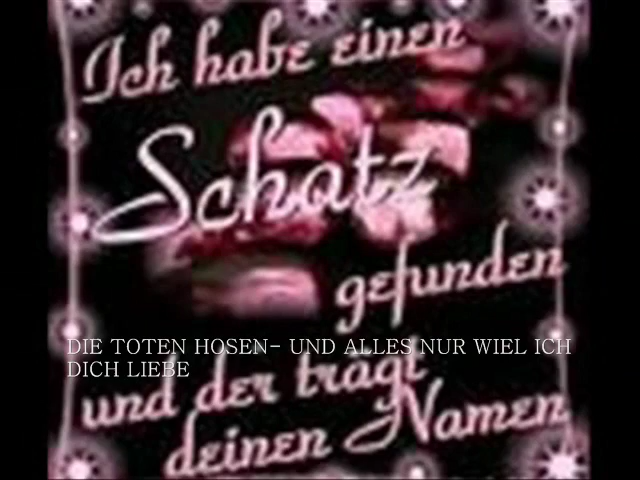 Ich habe einen
Schatz
gefunden
DIE TOTEN HOSEN- UND ALLES NUR WIEL ICH
DICH LIEBE
und der tragt
deinen Namen